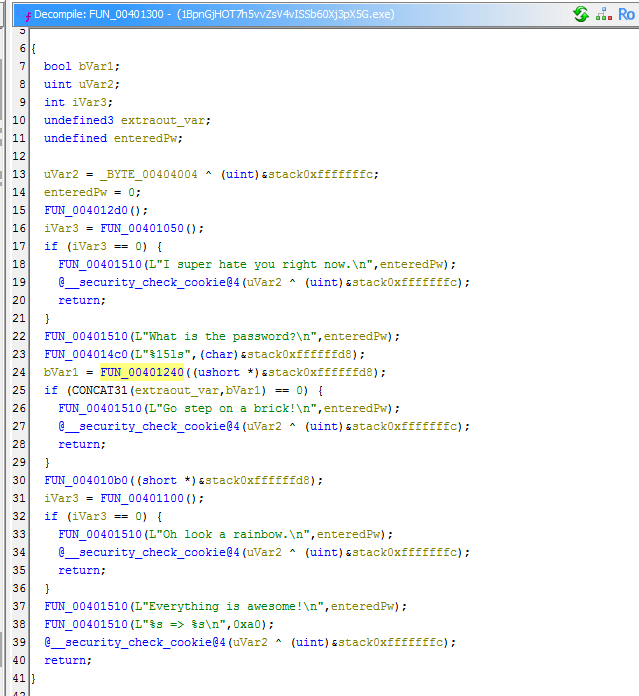 Decompile: FUN_00401300 - (1BpnGjHOT7h5vvZsV4vISSb60Xj3pX5G.exe) Ro
5
6 {
7 bool bVar1;
8 uint uVar2;
9 int iVar3;
10 undefined3 extraout_var;
11 undefined enteredPw;
12
13 uVar2 = _BYTE_00404004 ^ (uint)&stack0xfffffffc;
14 enteredPw = 0;
15 FUN_004012d0();
16 iVar3 = FUN_00401050();
17 if (iVar3 == 0) {
18 FUN_00401510(L"I super hate you right now.\n",enteredPw);
19 @__security_check_cookie@4(uVar2 ^ (uint)&stack0xfffffffc);
20 return;
21 }
22 FUN_00401510(L"What is the password?\n",enteredPw);
23 FUN_004014c0(L"%15ls",(char)&stack0xffffffd8);
24 bVar1 = FUN_00401240((ushort *)&stack0xffffffd8);
25 if (CONCAT31(extraout_var,bVar1) == 0) {
26 FUN_00401510(L"Go step on a brick!\n",enteredPw);
27 @__security_check_cookie@4(uVar2 ^ (uint)&stack0xfffffffc);
28 return;
29 }
30 FUN_004010b0((short *)&stack0xffffffd8);
31 iVar3 = FUN_00401100();
32 if (iVar3 == 0) {
33 FUN_00401510(L"Oh look a rainbow.\n",enteredPw);
34 @__security_check_cookie@4(uVar2 ^ (uint)&stack0xfffffffc);
35 return;
36 }
37 FUN_00401510(L"Everything is awesome!\n",enteredPw);
38 FUN_00401510(L"%s => %s\n",0xa0);
39 @__security_check_cookie@4(uVar2 ^ (uint)&stack0xfffffffc);
40 return;
41 }
42